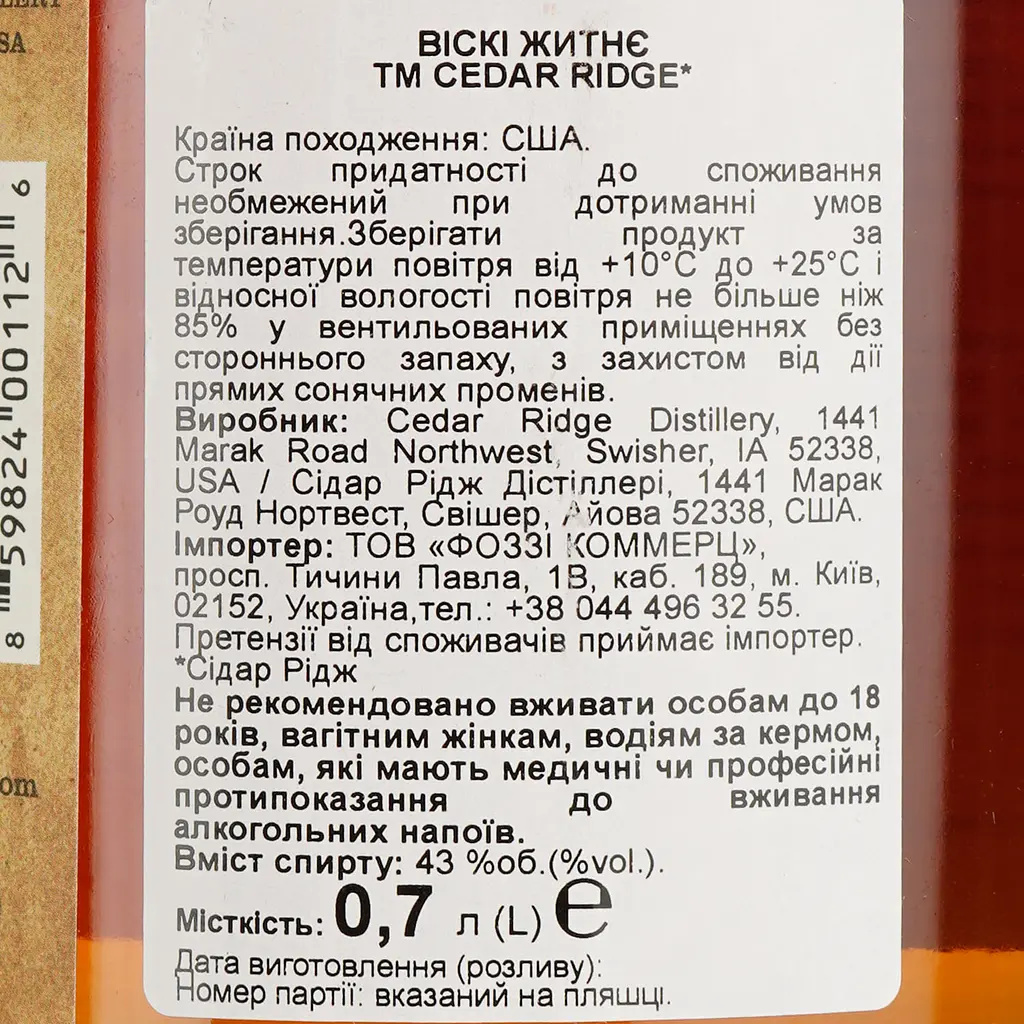 SA
om
8 59824 00112 6
ВІСКІ ЖИТНЄ
ТМ CEDAR RIDGE*
Країна походження: США.
Строк придатності до споживання
необмежений при дотриманні умов
зберігання.Зберігати продукт за
температури повітря від +10°С до +25°С і
відносної вологості повітря не більше ніж
85% у вентильованих приміщеннях без
стороннього запаху, з захистом від дії
прямих сонячних променів.
Виробник: Cedar Ridge Distillery, 1441
Marak Road Northwest, Swisher, IA 52338,
USA / Сідар Рідж Дістіллері, 1441 Марак
Роуд Нортвест, Свішер, Айова 52338, США.
Імпортер: ТОВ «ФОЗЗІ КОММЕРЦ»,
просп. Тичини Павла, 1В, каб. 189, м. Київ,
02152, Україна,тел.: +38 044 496 32 55.
Претензії від споживачів приймає імпортер.
*Сідар Рідж
Не рекомендовано вживати особам до 18
років, вагітним жінкам, водіям за кермом,
особам, які мають медичні чи професійні
протипоказання до вживання
алкогольних напоїв.
Вміст спирту: 43 %об.(%vol.).
Місткість: 0,7 л (L) e
Дата виготовлення (розливу):
Номер партії: вказаний на пляшці.